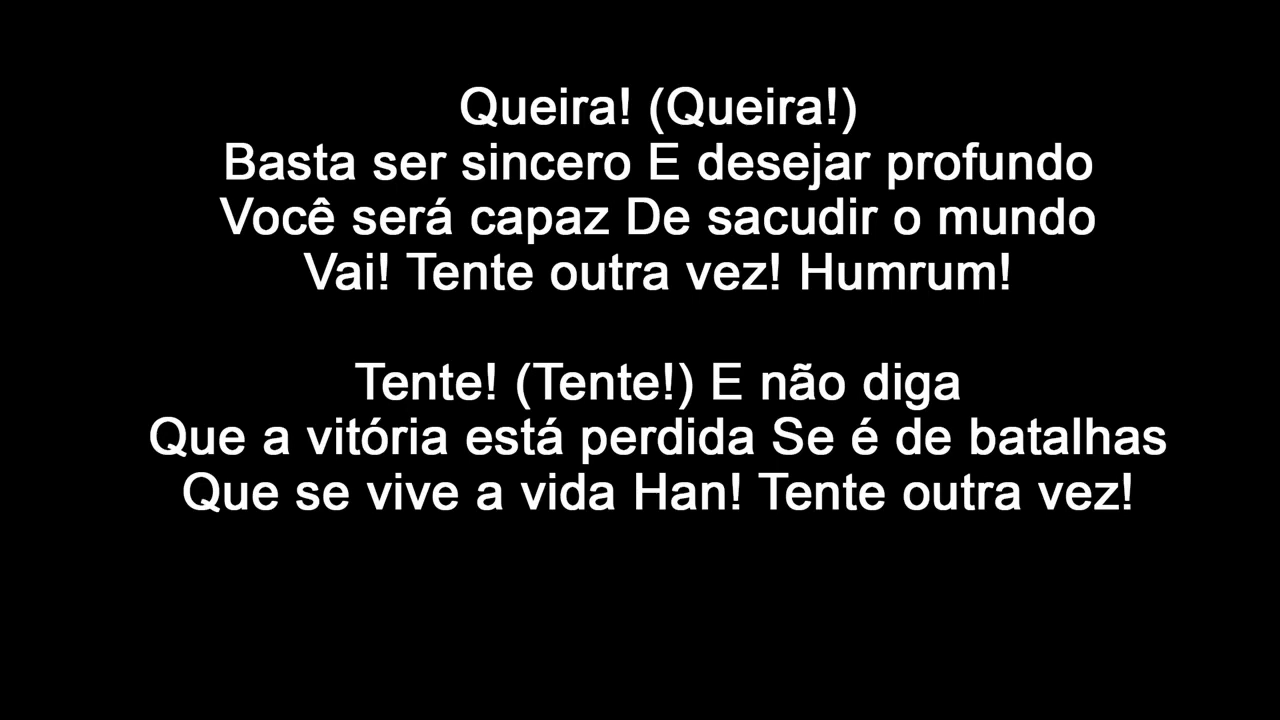 Queira! (Queira!)
Basta ser sincero E desejar profundo
Você será capaz De sacudir o mundo
Vai! Tente outra vez! Humrum!
Tente! (Tente!) E não diga
Que a vitória está perdida Se é de batalhas
Que se vive a vida Han! Tente outra vez!